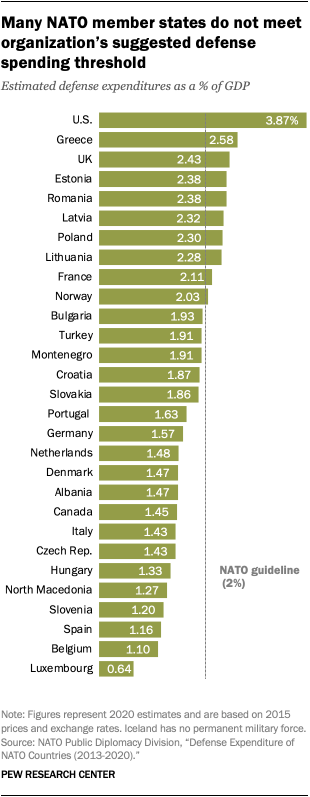 Many NATO member states do not meet
organization's suggested defense
spending threshold
Estimated defense expenditures as a % of GDP
U.S. 3.87%
Greece 2.58
UK 2.43
Estonia 2.38
Romania 2.38
Latvia 2.32
Poland 2.30
Lithuania 2.28
France 2.11
Norway 2.03
Bulgaria 1.93
Turkey 1.91
Montenegro 1.91
Croatia 1.87
Slovakia 1.86
Portugal 1.63
Germany 1.57
Netherlands 1.48
Denmark 1.47
Albania 1.47
Canada 1.45
Italy 1.43
Czech Rep. 1.43
Hungary 1.33
North Macedonia 1.27
Slovenia 1.20
Spain 1.16
Belgium 1.10
Luxembourg 0.64
NATO guideline
(2%)
Note: Figures represent 2020 estimates and are based on 2015
prices and exchange rates. Iceland has no permanent military force.
Source: NATO Public Diplomacy Division, “Defense Expenditure of
NATO Countries (2013-2020).”
PEW RESEARCH CENTER